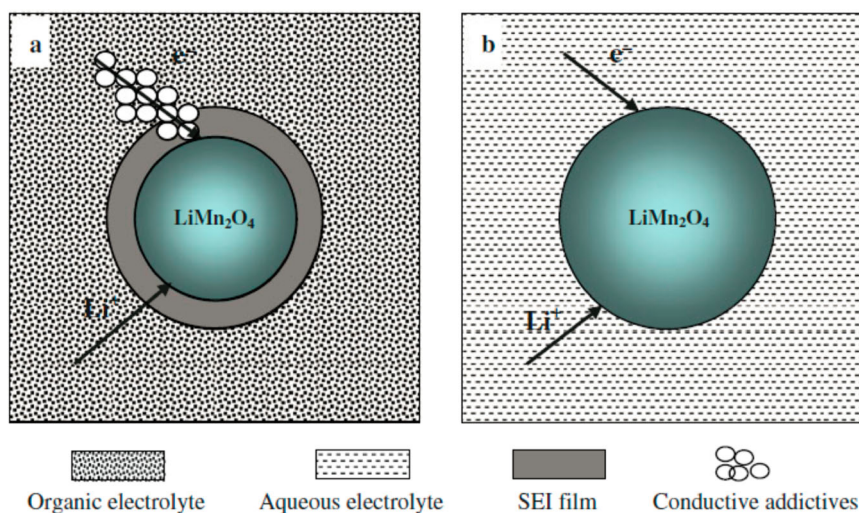 a
e⁻
LiMn₂O₄
Li⁺
b
e⁻
LiMn₂O₄
Li⁺
Organic electrolyte
Aqueous electrolyte
SEI film
Conductive addictives